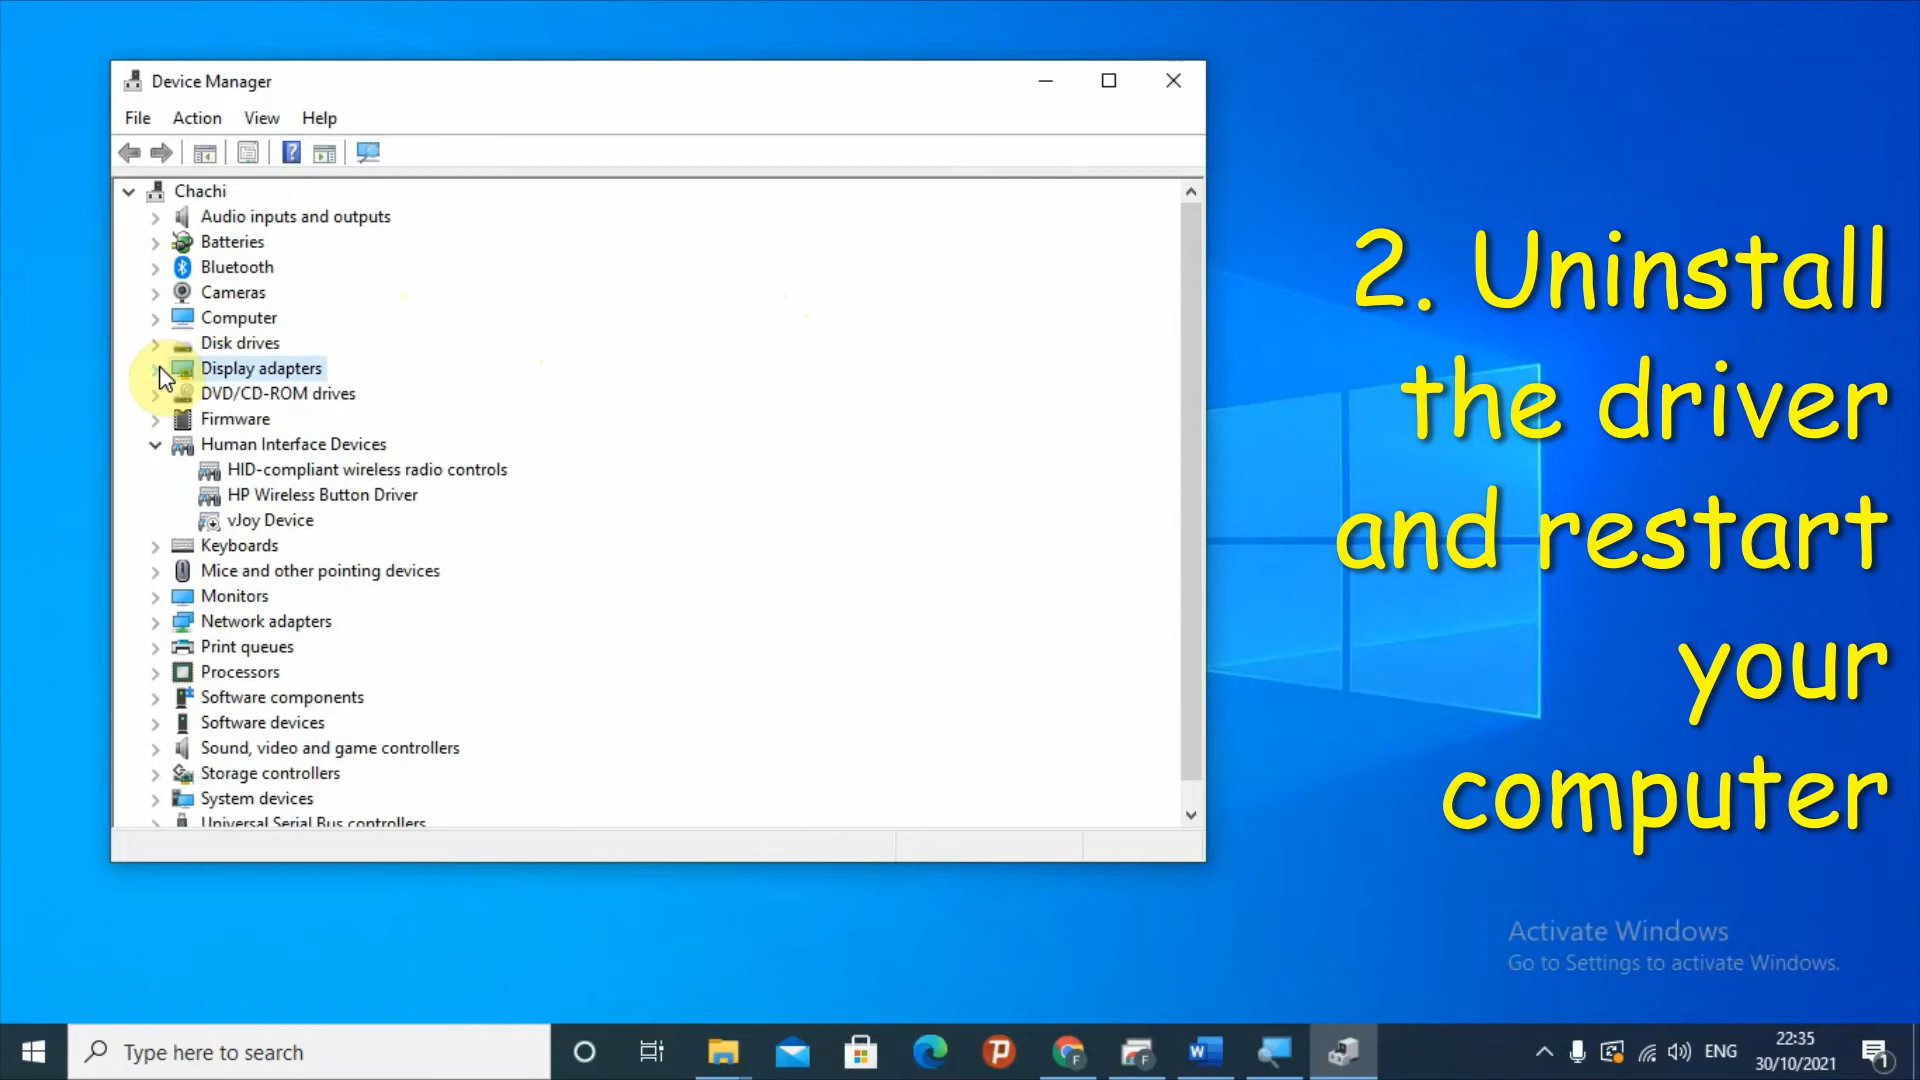 Device Manager
File Action View Help
Chachi
Audio inputs and outputs
Batteries
Bluetooth
Cameras
Computer
Disk drives
Display adapters
DVD/CD-ROM drives
Firmware
Human Interface Devices
HID-compliant wireless radio controls
HP Wireless Button Driver
vJoy Device
Keyboards
Mice and other pointing devices
Monitors
Network adapters
Print queues
Processors
Software components
Software devices
Sound, video and game controllers
Storage controllers
System devices
Universal Serial Bus controllers
2. Uninstall
the driver
and restart
your
computer
Activate Windows
Go to Settings to activate Windows.
Type here to search
ENG
22:35
30/10/2021
1